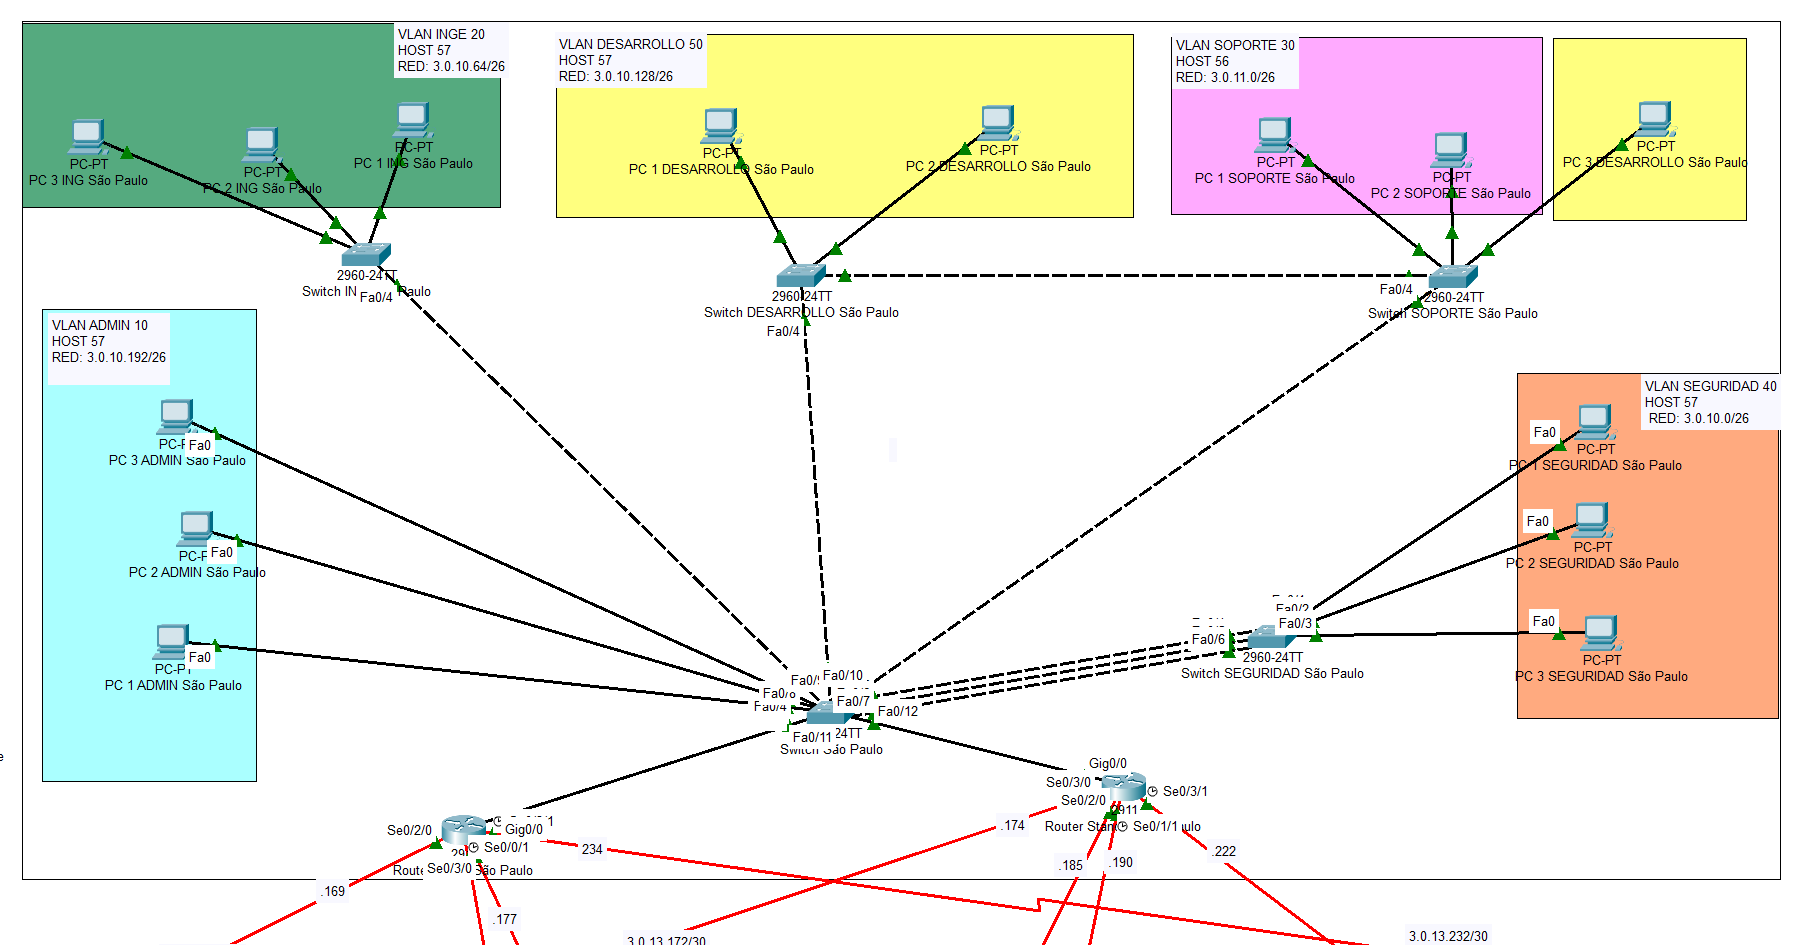 VLAN INGE 20
HOST 57
RED: 3.0.10.64/26
PC-PT
PC 3 ING São Paulo
PC-PT
PC 2 ING São Paulo
PC-PT
PC 1 ING São Paulo
2960-24TT
Switch IN
Paulo
Fa0/4
VLAN DESARROLLO 50
HOST 57
RED: 3.0.10.128/26
PC-PT
PC 1 DESARROLLO São Paulo
PC-PT
PC 2 DESARROLLO São Paulo
2960-24TT
Switch DESARROLLO São Paulo
Fa0/4
VLAN SOPORTE 30
HOST 56
RED: 3.0.11.0/26
PC-PT
PC 1 SOPORTE São Paulo
PC-PT
PC 2 SOPORTE São Paulo
PC-PT
PC 3 DESARROLLO São Paulo
Fa0/4
2960-24TT
Switch SOPORTE São Paulo
VLAN ADMIN 10
HOST 57
RED: 3.0.10.192/26
Fa0
PC 3 ADMIN São Paulo
Fa0
PC 2 ADMIN São Paulo
Fa0
PC 1 ADMIN São Paulo
VLAN SEGURIDAD 40
HOST 57
RED: 3.0.10.0/26
Fa0
PC-PT
PC 1 SEGURIDAD São Paulo
Fa0
PC-PT
PC 2 SEGURIDAD São Paulo
Fa0
PC-PT
PC 3 SEGURIDAD São Paulo
Fa0/2
Fa0/3
Fa0/6
2960-24TT
Switch SEGURIDAD São Paulo
Fa0/10
Fa0/4
Fa0/7
Fa0/12
Fa0/11
24TT
Switch São Paulo
Gig0/0
Se0/3/0
Se0/2/0
Se0/3/1
2911
Router Stan
Se0/1/1
ulo
Se0/2/0
Gig0/0
Se0/0/1
Se0/3/0
São Paulo
.174
234
.185
.190
.222
.169
.177
3.0.13.172/30
3.0.13.232/30